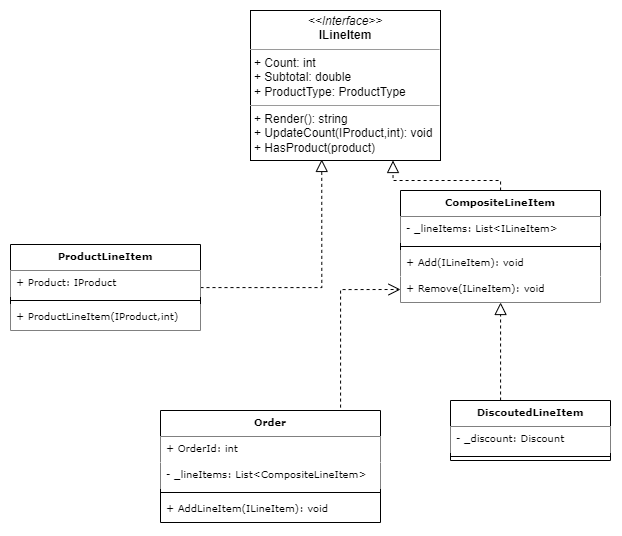 <<Interface>>
ILineItem
+ Count: int
+ Subtotal: double
+ ProductType: ProductType
+ Render(): string
+ UpdateCount(IProduct,int): void
+ HasProduct(product)
CompositeLineItem
- _lineItems: List<ILineItem>
+ Add(ILineItem): void
+ Remove(ILineItem): void
ProductLineItem
+ Product: IProduct
+ ProductLineItem(IProduct,int)
Order
+ OrderId: int
- _lineItems: List<CompositeLineItem>
+ AddLineItem(ILineItem): void
DiscoutedLineItem
- _discount: Discount